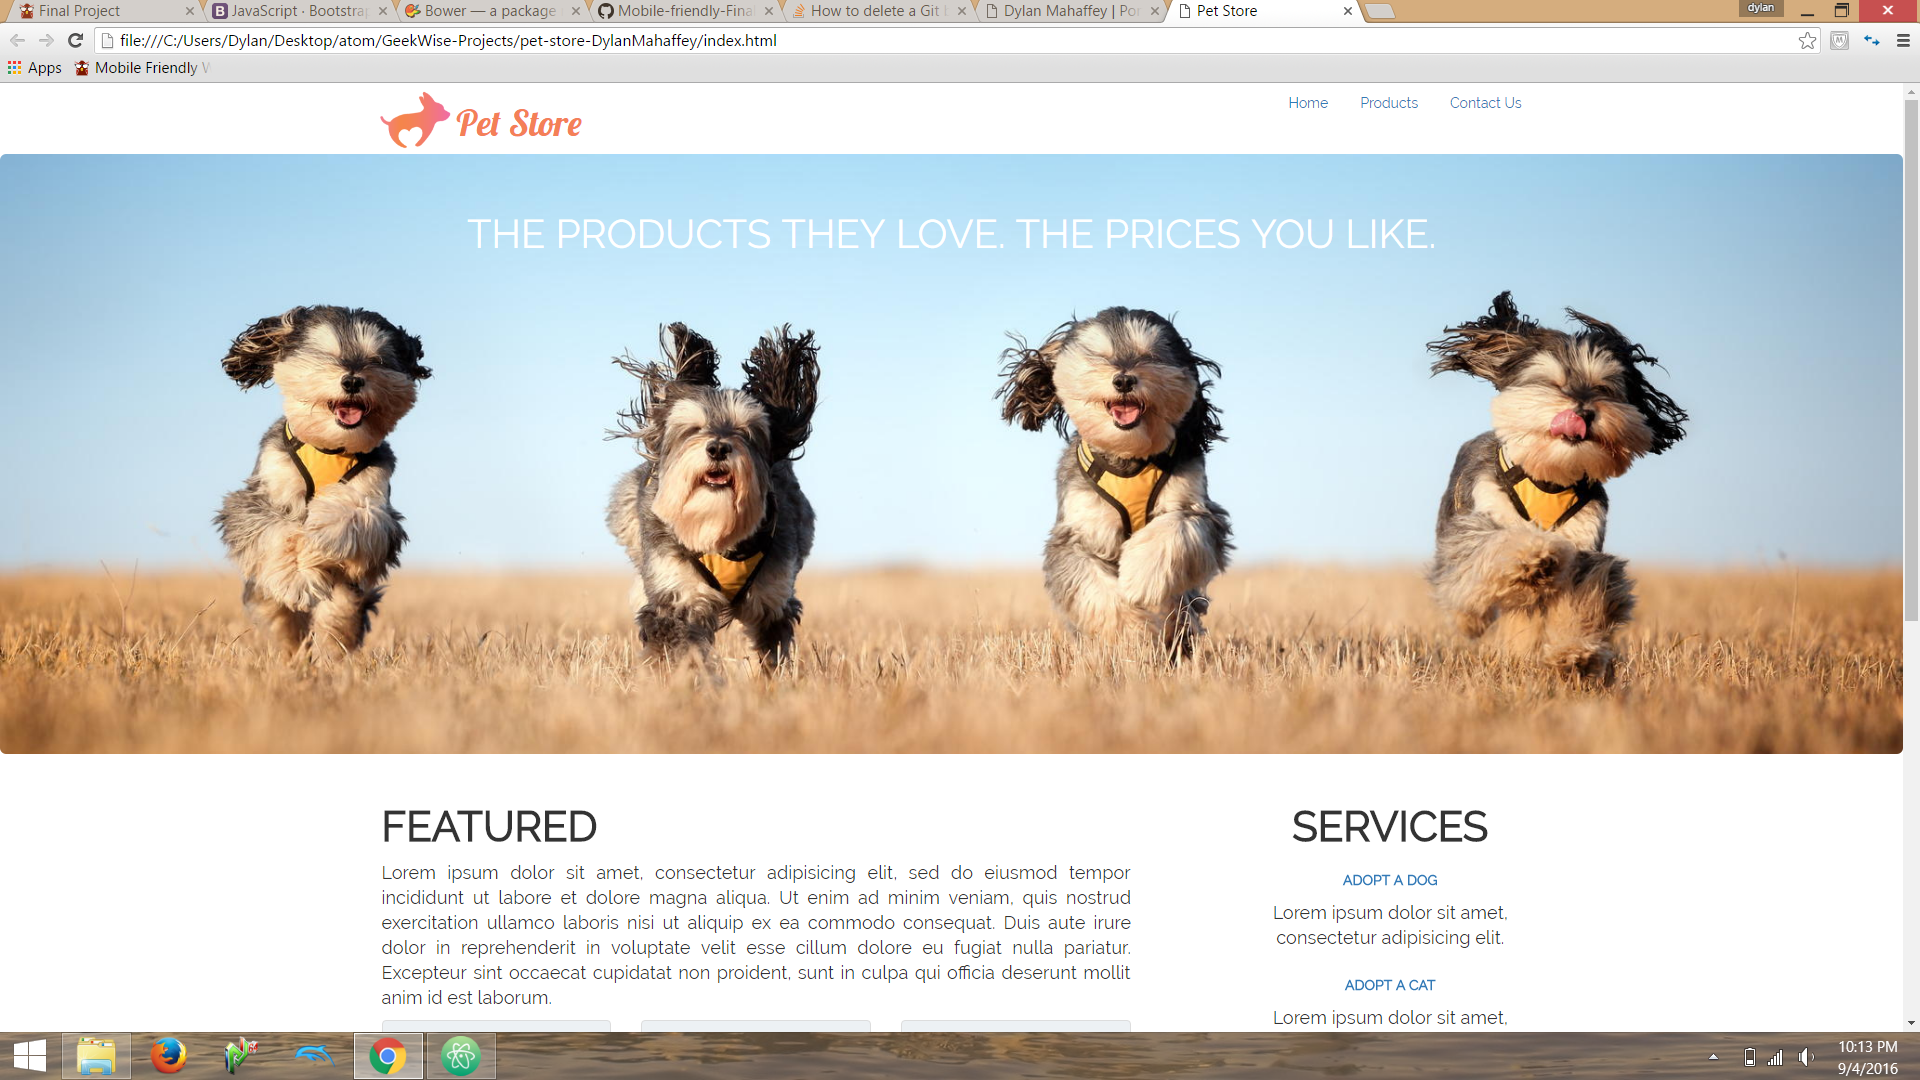 Final Project
JavaScript · Bootstrap
Bower — a package
Mobile-friendly-Fina
How to delete a Git b
Dylan Mahaffey | Por
Pet Store
dylan
file:///C:/Users/Dylan/Desktop/atom/GeekWise-Projects/pet-store-DylanMahaffey/index.html
Apps
Mobile Friendly W
Pet Store
Home
Products
Contact Us
THE PRODUCTS THEY LOVE. THE PRICES YOU LIKE.
FEATURED
Lorem ipsum dolor sit amet, consectetur adipisicing elit, sed do eiusmod tempor
incididunt ut labore et dolore magna aliqua. Ut enim ad minim veniam, quis nostrud
exercitation ullamco laboris nisi ut aliquip ex ea commodo consequat. Duis aute irure
dolor in reprehenderit in voluptate velit esse cillum dolore eu fugiat nulla pariatur.
Excepteur sint occaecat cupidatat non proident, sunt in culpa qui officia deserunt mollit
anim id est laborum.
SERVICES
ADOPT A DOG
Lorem ipsum dolor sit amet,
consectetur adipisicing elit.
ADOPT A CAT
Lorem ipsum dolor sit amet,
10:13 PM
9/4/2016